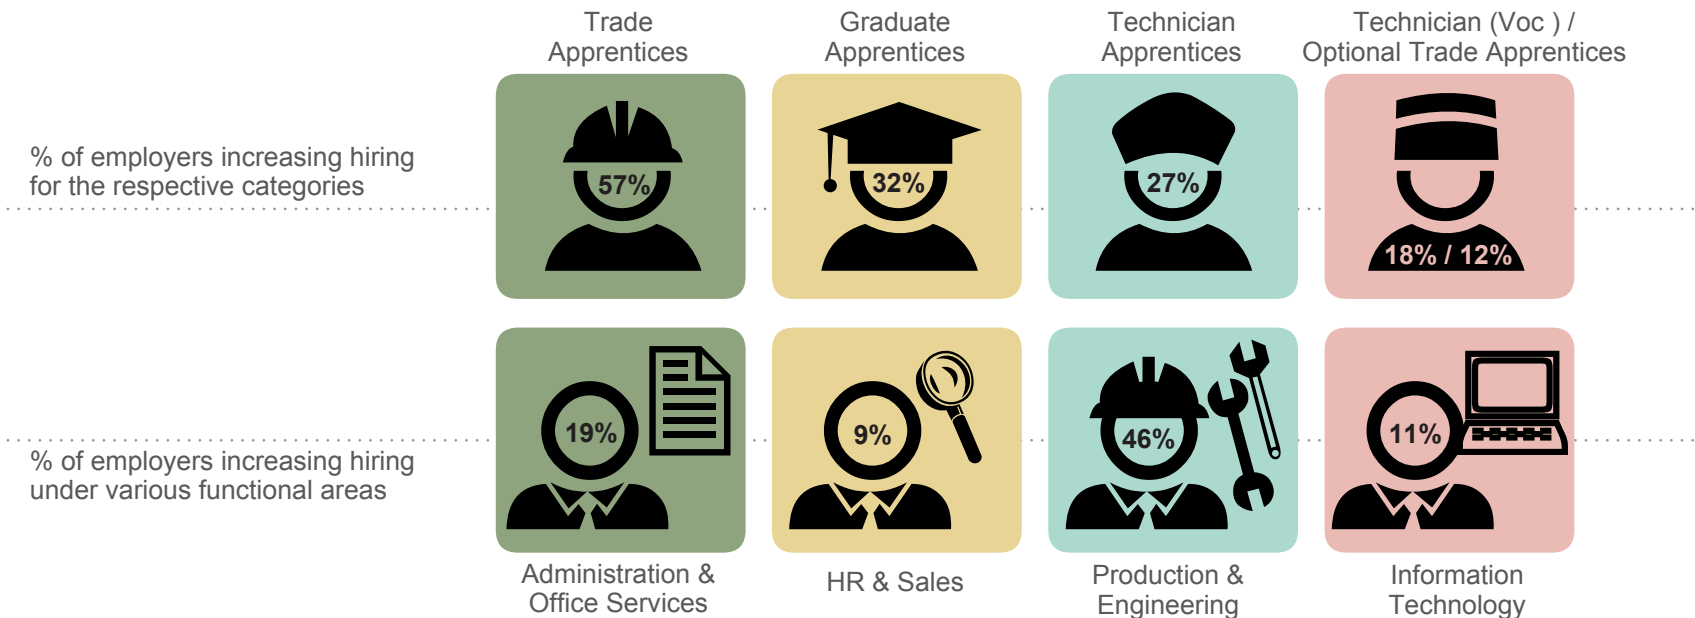 Trade
Apprentices
Graduate
Apprentices
Technician
Apprentices
Technician (Voc ) /
Optional Trade Apprentices
% of employers increasing hiring
for the respective categories
57%
32%
27%
18% / 12%
% of employers increasing hiring
under various functional areas
19%
9%
46%
11%
Administration &
Office Services
HR & Sales
Production &
Engineering
Information
Technology